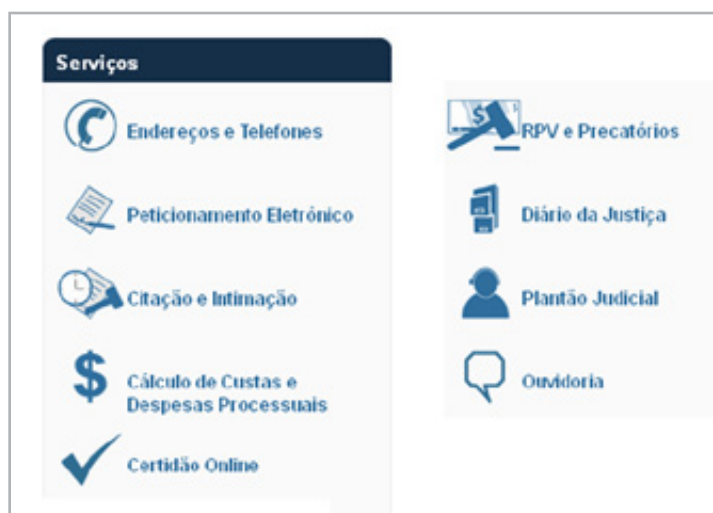 Serviços
Endereços e Telefones
Peticionamento Eletrônico
Citação e Intimação
$
Cálculo de Custas e
Despesas Processuais
Certidão Online
$
RPV e Precatórios
Diário da Justiça
Plantão Judicial
Ouvidoria